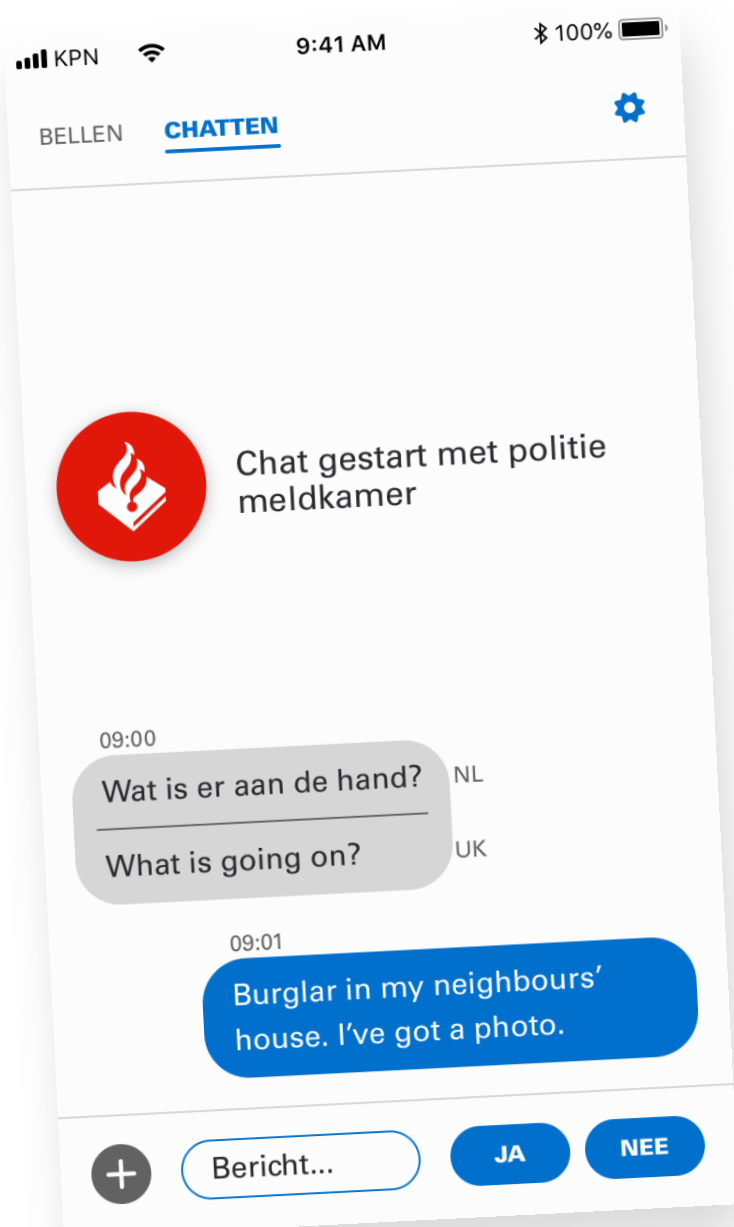 KPN 9:41 AM 100%
BELLEN CHATTEN
Chat gestart met politie
meldkamer
09:00
Wat is er aan de hand? NL
What is going on? UK
09:01
Burglar in my neighbours’
house. I’ve got a photo.
Bericht... JA NEE